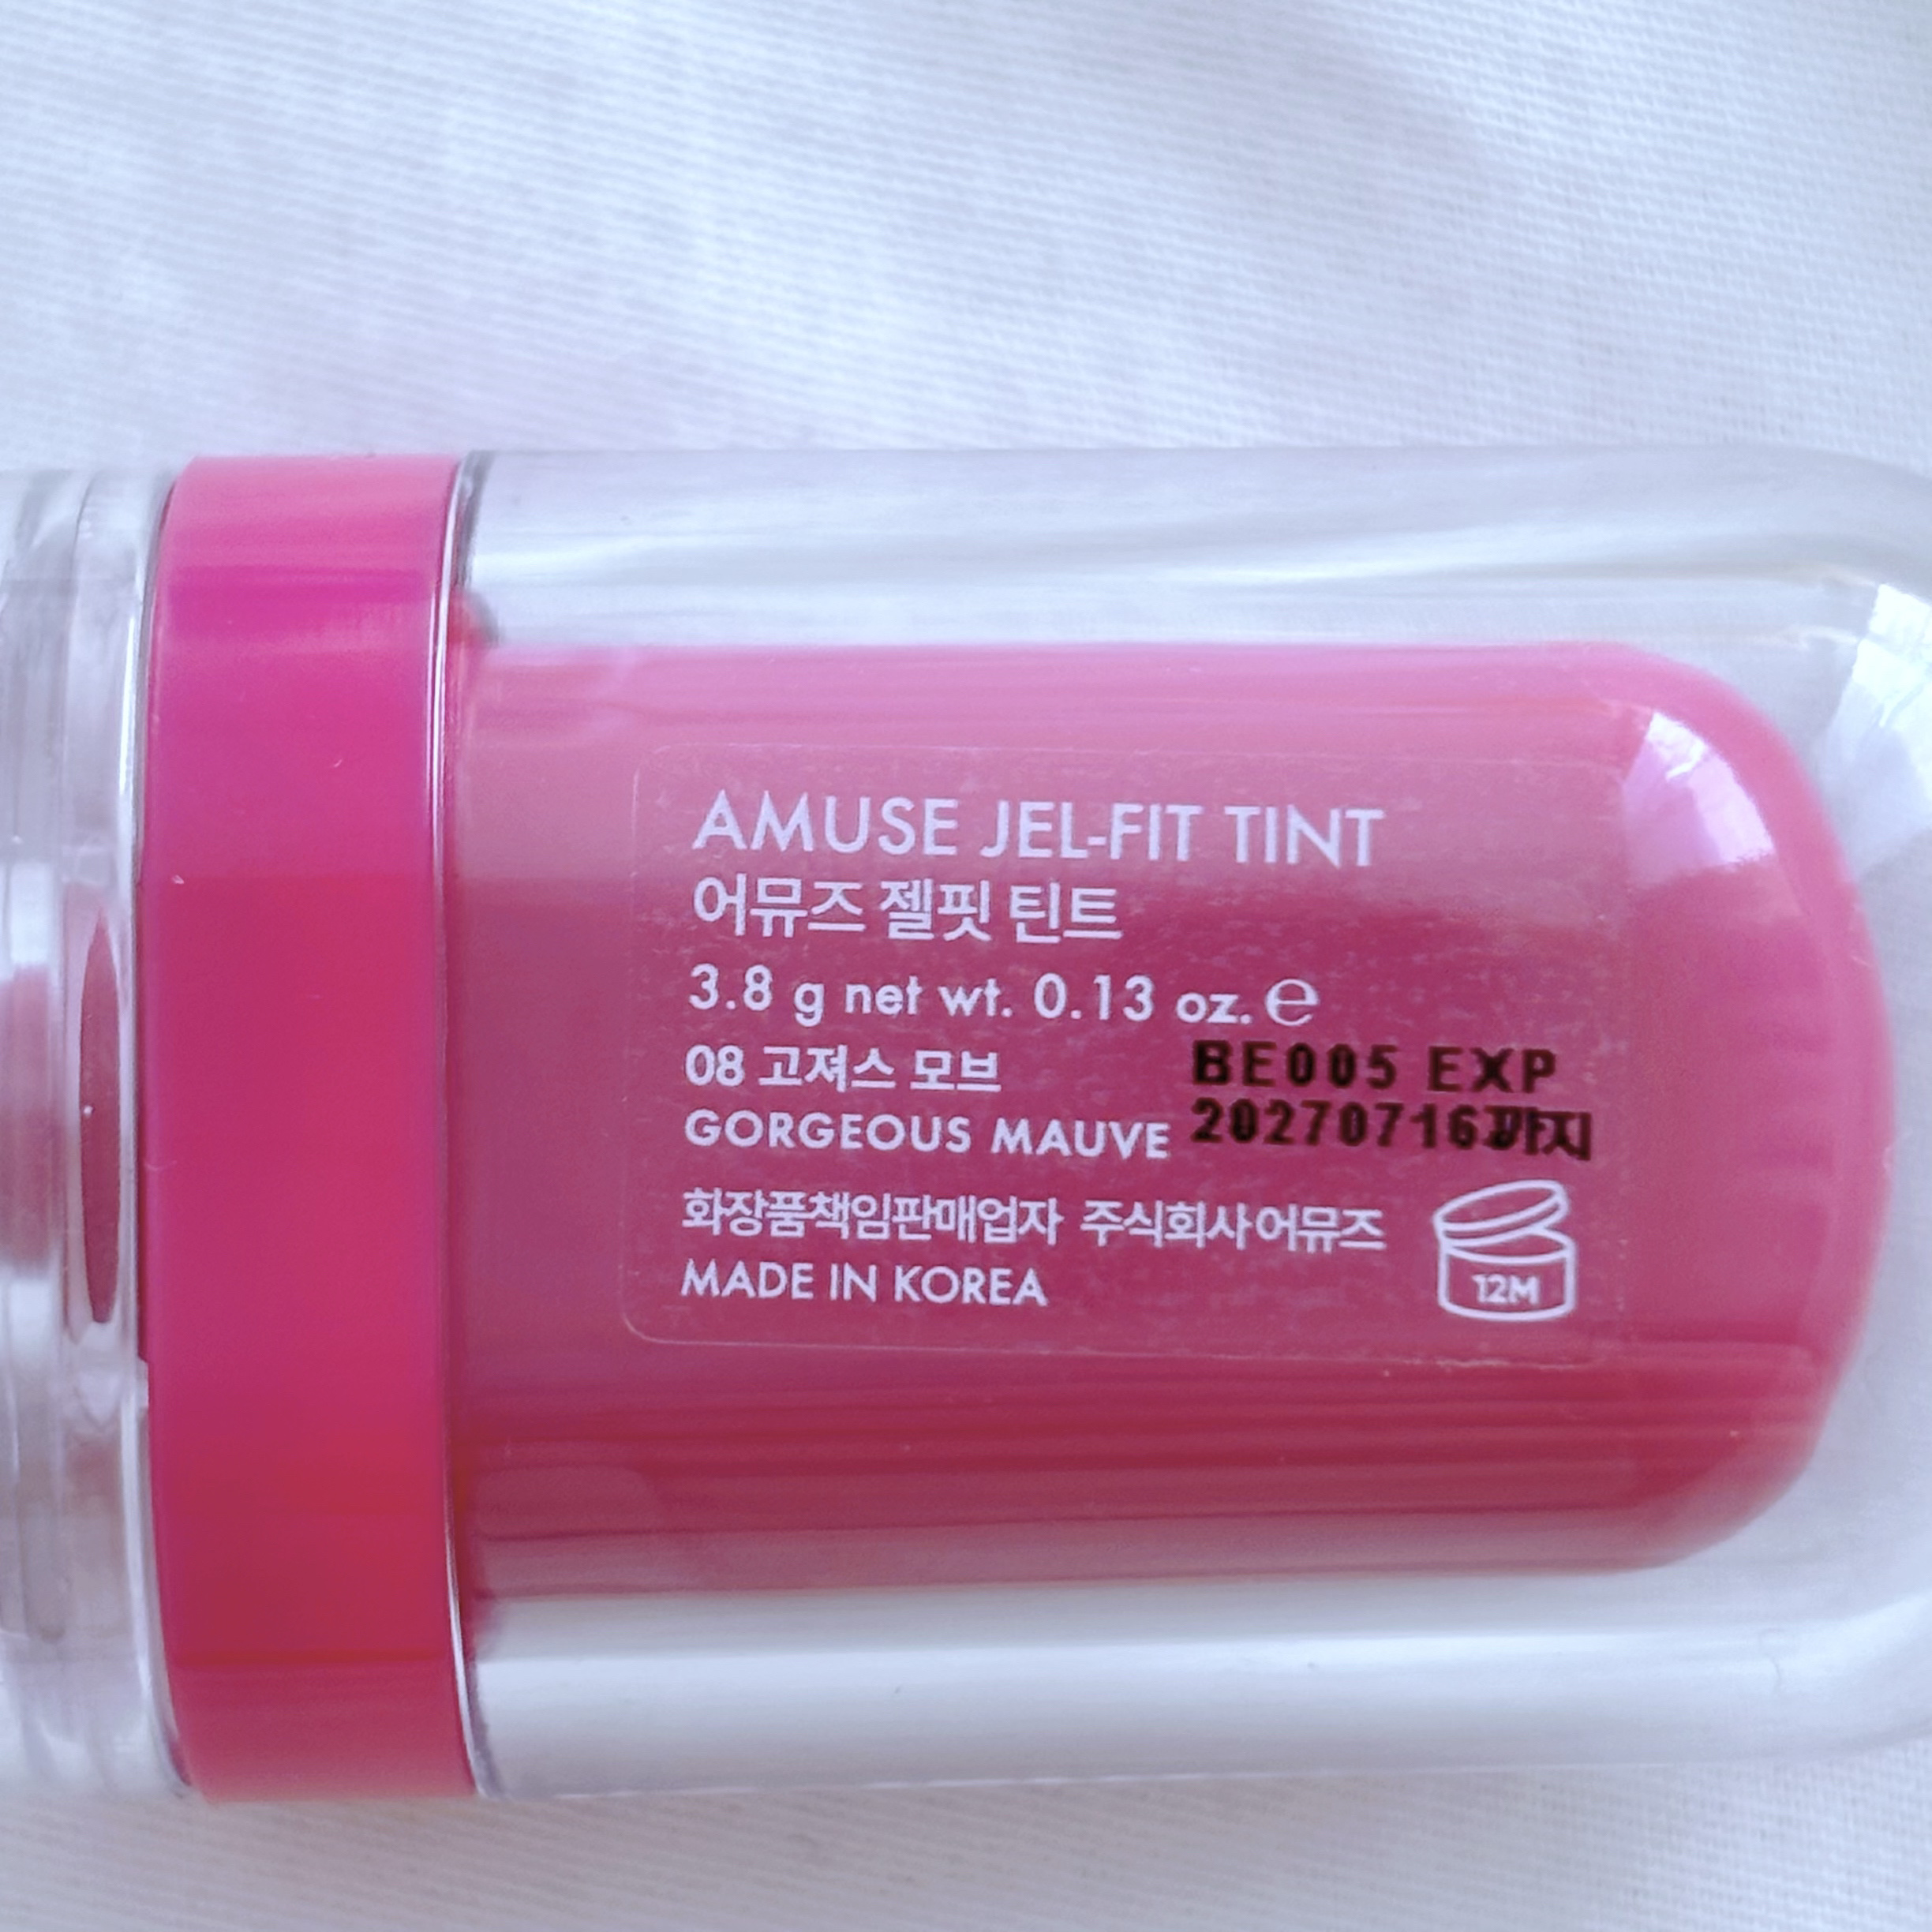 AMUSE JEL-FIT TINT
어뮤즈 젤핏 틴트
3.8 g net wt. 0.13 oz. ℮
08 고져스 모브
GORGEOUS MAUVE
BE005 EXP
20270716까지
화장품책임판매업자 주식회사어뮤즈
MADE IN KOREA
12M